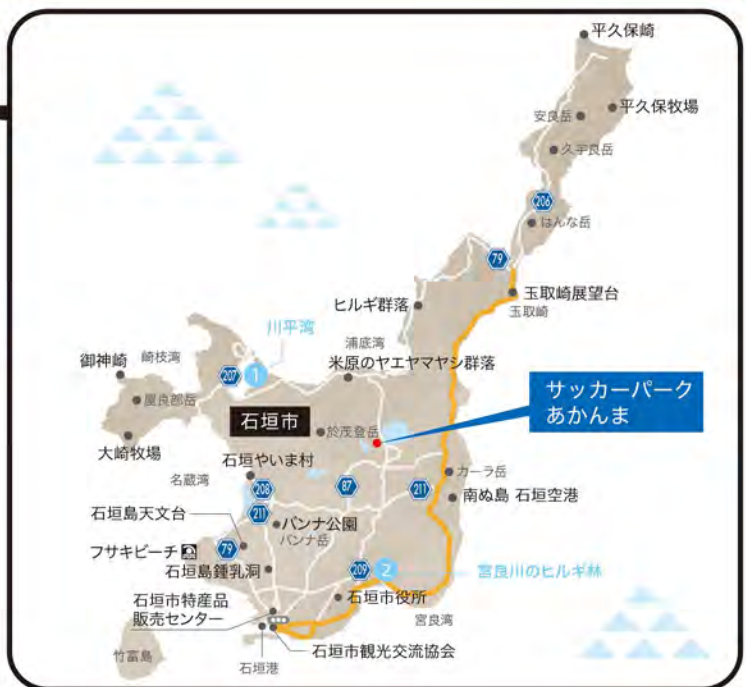 平久保崎
平久保牧場
安良岳
久宇良岳
206
はんな岳
79
玉取崎展望台
玉取崎
ヒルギ群落
川平湾
浦底湾
御神崎
崎枝湾
207
1
米原のヤエヤマヤシ群落
サッカーパーク
あかんま
屋良部岳
石垣市
於茂登岳
大崎牧場
石垣やいま村
カーラ岳
名蔵湾
208
87
211
南ぬ島 石垣空港
211
石垣島天文台
バンナ公園
バンナ岳
フサキビーチ
79
石垣島鍾乳洞
209
2
宮良川のヒルギ林
石垣市特産品
販売センター
石垣市役所
宮良湾
石垣市観光交流協会
竹富島
石垣港